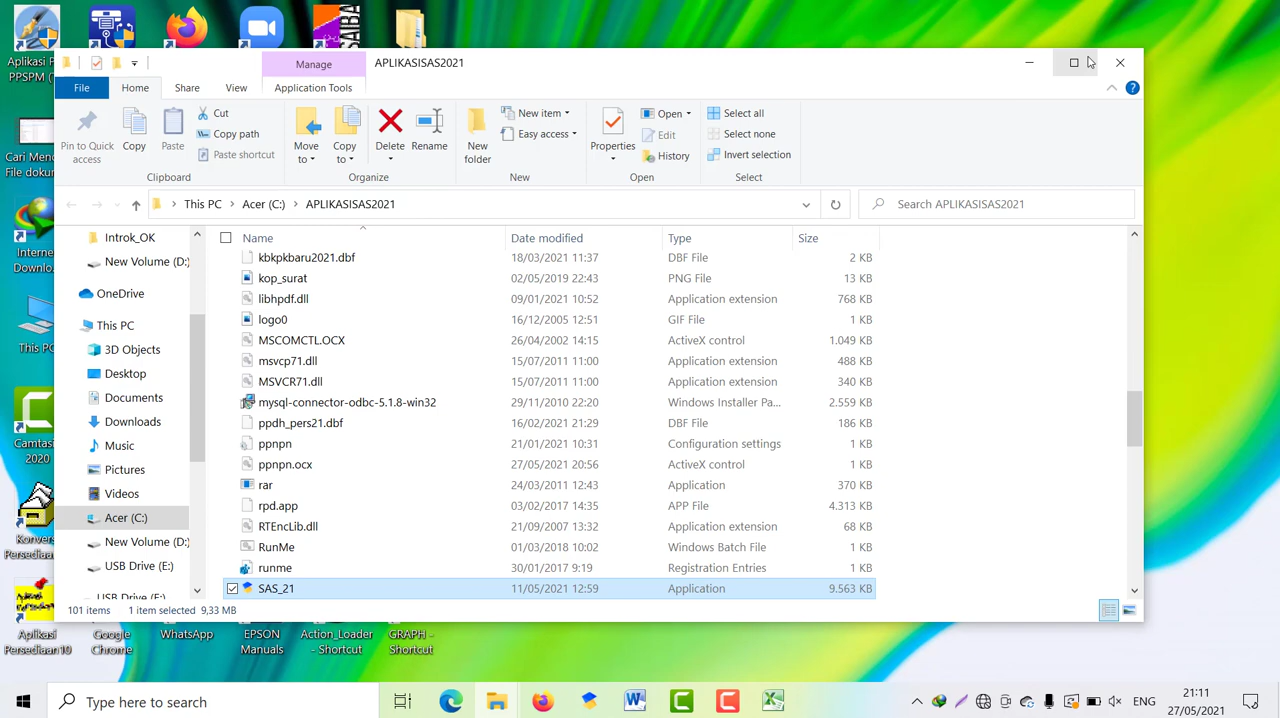 Aplikasi P
PPSPM (
SAIBA
Manage
APLIKASISAS2021
File
Home
Share
View
Application Tools
Pin to Quick
access
Copy
Paste
Cut
Copy path
Paste shortcut
Clipboard
Move
to
Copy
to
Delete
Rename
Organize
New
folder
New item
Easy access
New
Properties
Open
Edit
History
Open
Select all
Select none
Invert selection
Select
Cari Menc
File dokun
This PC
Acer (C:)
APLIKASISAS2021
Search APLIKASISAS2021
Internet
Downlo...
This PC
Camtasi
2020
Konvers
Persediaa
Introk_OK
New Volume (D:)
OneDrive
This PC
3D Objects
Desktop
Documents
Downloads
Music
Pictures
Videos
Acer (C:)
New Volume (D:)
USB Drive (E:)
USB Drive (E:)
Name Date modified Type Size
kbkpkbaru2021.dbf 18/03/2021 11:37 DBF File 2 KB
kop_surat 02/05/2019 22:43 PNG File 13 KB
libhpdf.dll 09/01/2021 10:52 Application extension 768 KB
logo0 16/12/2005 12:51 GIF File 1 KB
MSCOMCTL.OCX 26/04/2002 14:15 ActiveX control 1.049 KB
msvcp71.dll 15/07/2011 11:00 Application extension 488 KB
MSVCR71.dll 15/07/2011 11:00 Application extension 340 KB
mysql-connector-odbc-5.1.8-win32 29/11/2010 22:20 Windows Installer Pa... 2.559 KB
ppdh_pers21.dbf 16/02/2021 21:29 DBF File 186 KB
ppnpn 21/01/2021 10:31 Configuration settings 1 KB
ppnpn.ocx 27/05/2021 20:56 ActiveX control 1 KB
rar 24/03/2011 12:43 Application 370 KB
rpd.app 03/02/2017 14:35 APP File 4.313 KB
RTEncLib.dll 21/09/2007 13:32 Application extension 68 KB
RunMe 01/03/2018 10:02 Windows Batch File 1 KB
runme 30/01/2017 9:19 Registration Entries 1 KB
SAS_21 11/05/2021 12:59 Application 9.563 KB
101 items 1 item selected 9,33 MB
Aplikasi
Persediaan10
Google
Chrome
WhatsApp
EPSON
Manuals
Action_Loader
- Shortcut
GRAPH -
Shortcut
Type here to search
ENG
21:11
27/05/2021